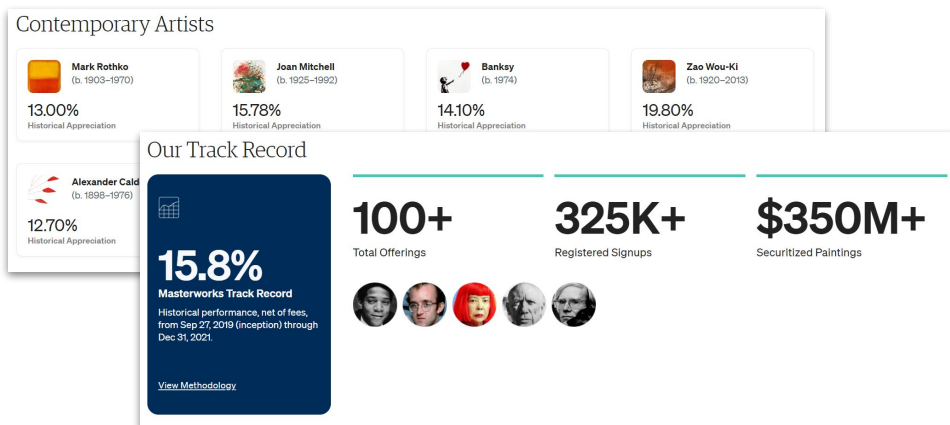 Contemporary Artists
Mark Rothko
(b. 1903–1970)
13.00%
Historical Appreciation
Joan Mitchell
(b. 1925–1992)
15.78%
Historical Appreciation
Banksy
(b. 1974)
14.10%
Historical Appreciation
Zao Wou-Ki
(b. 1920–2013)
19.80%
Historical Appreciation
Alexander Cald
(b. 1898–1976)
12.70%
Historical Appreciation
Our Track Record
15.8%
Masterworks Track Record
Historical performance, net of fees,
from Sep 27, 2019 (inception) through
Dec 31, 2021.
View Methodology
100+
Total Offerings
325K+
Registered Signups
$350M+
Securitized Paintings